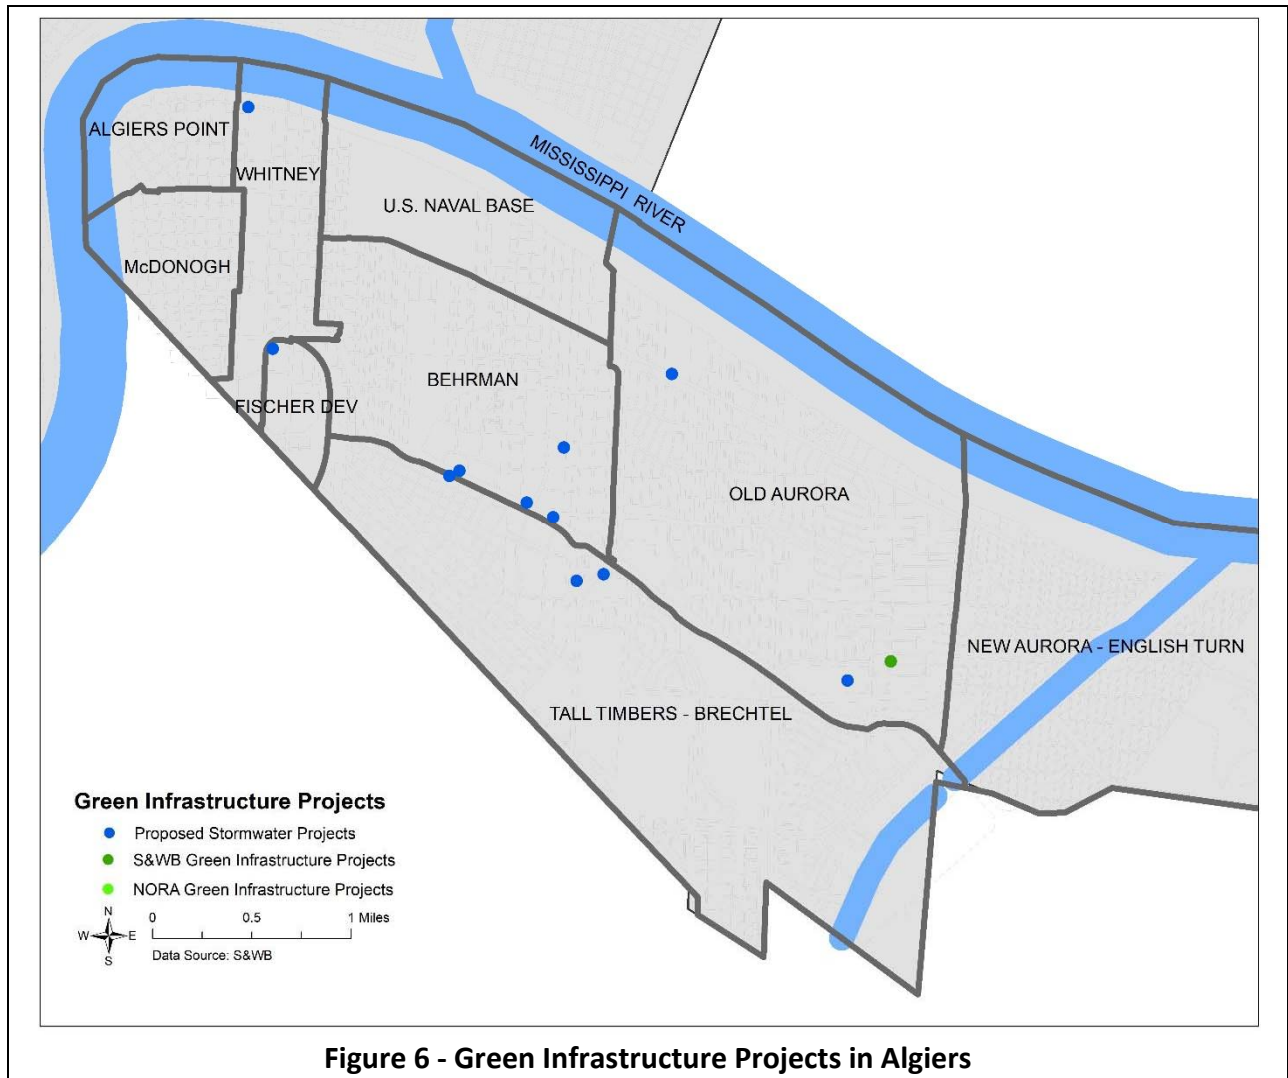 ALGIERS POINT
WHITNEY
MISSISSIPPI RIVER
U.S. NAVAL BASE
McDONOGH
BEHRMAN
FISCHER DEV
OLD AURORA
NEW AURORA - ENGLISH TURN
TALL TIMBERS - BRECHTEL
Green Infrastructure Projects
Proposed Stormwater Projects
S&WB Green Infrastructure Projects
NORA Green Infrastructure Projects
N
W E
S
0 0.5 1 Miles
Data Source: S&WB
Figure 6 - Green Infrastructure Projects in Algiers